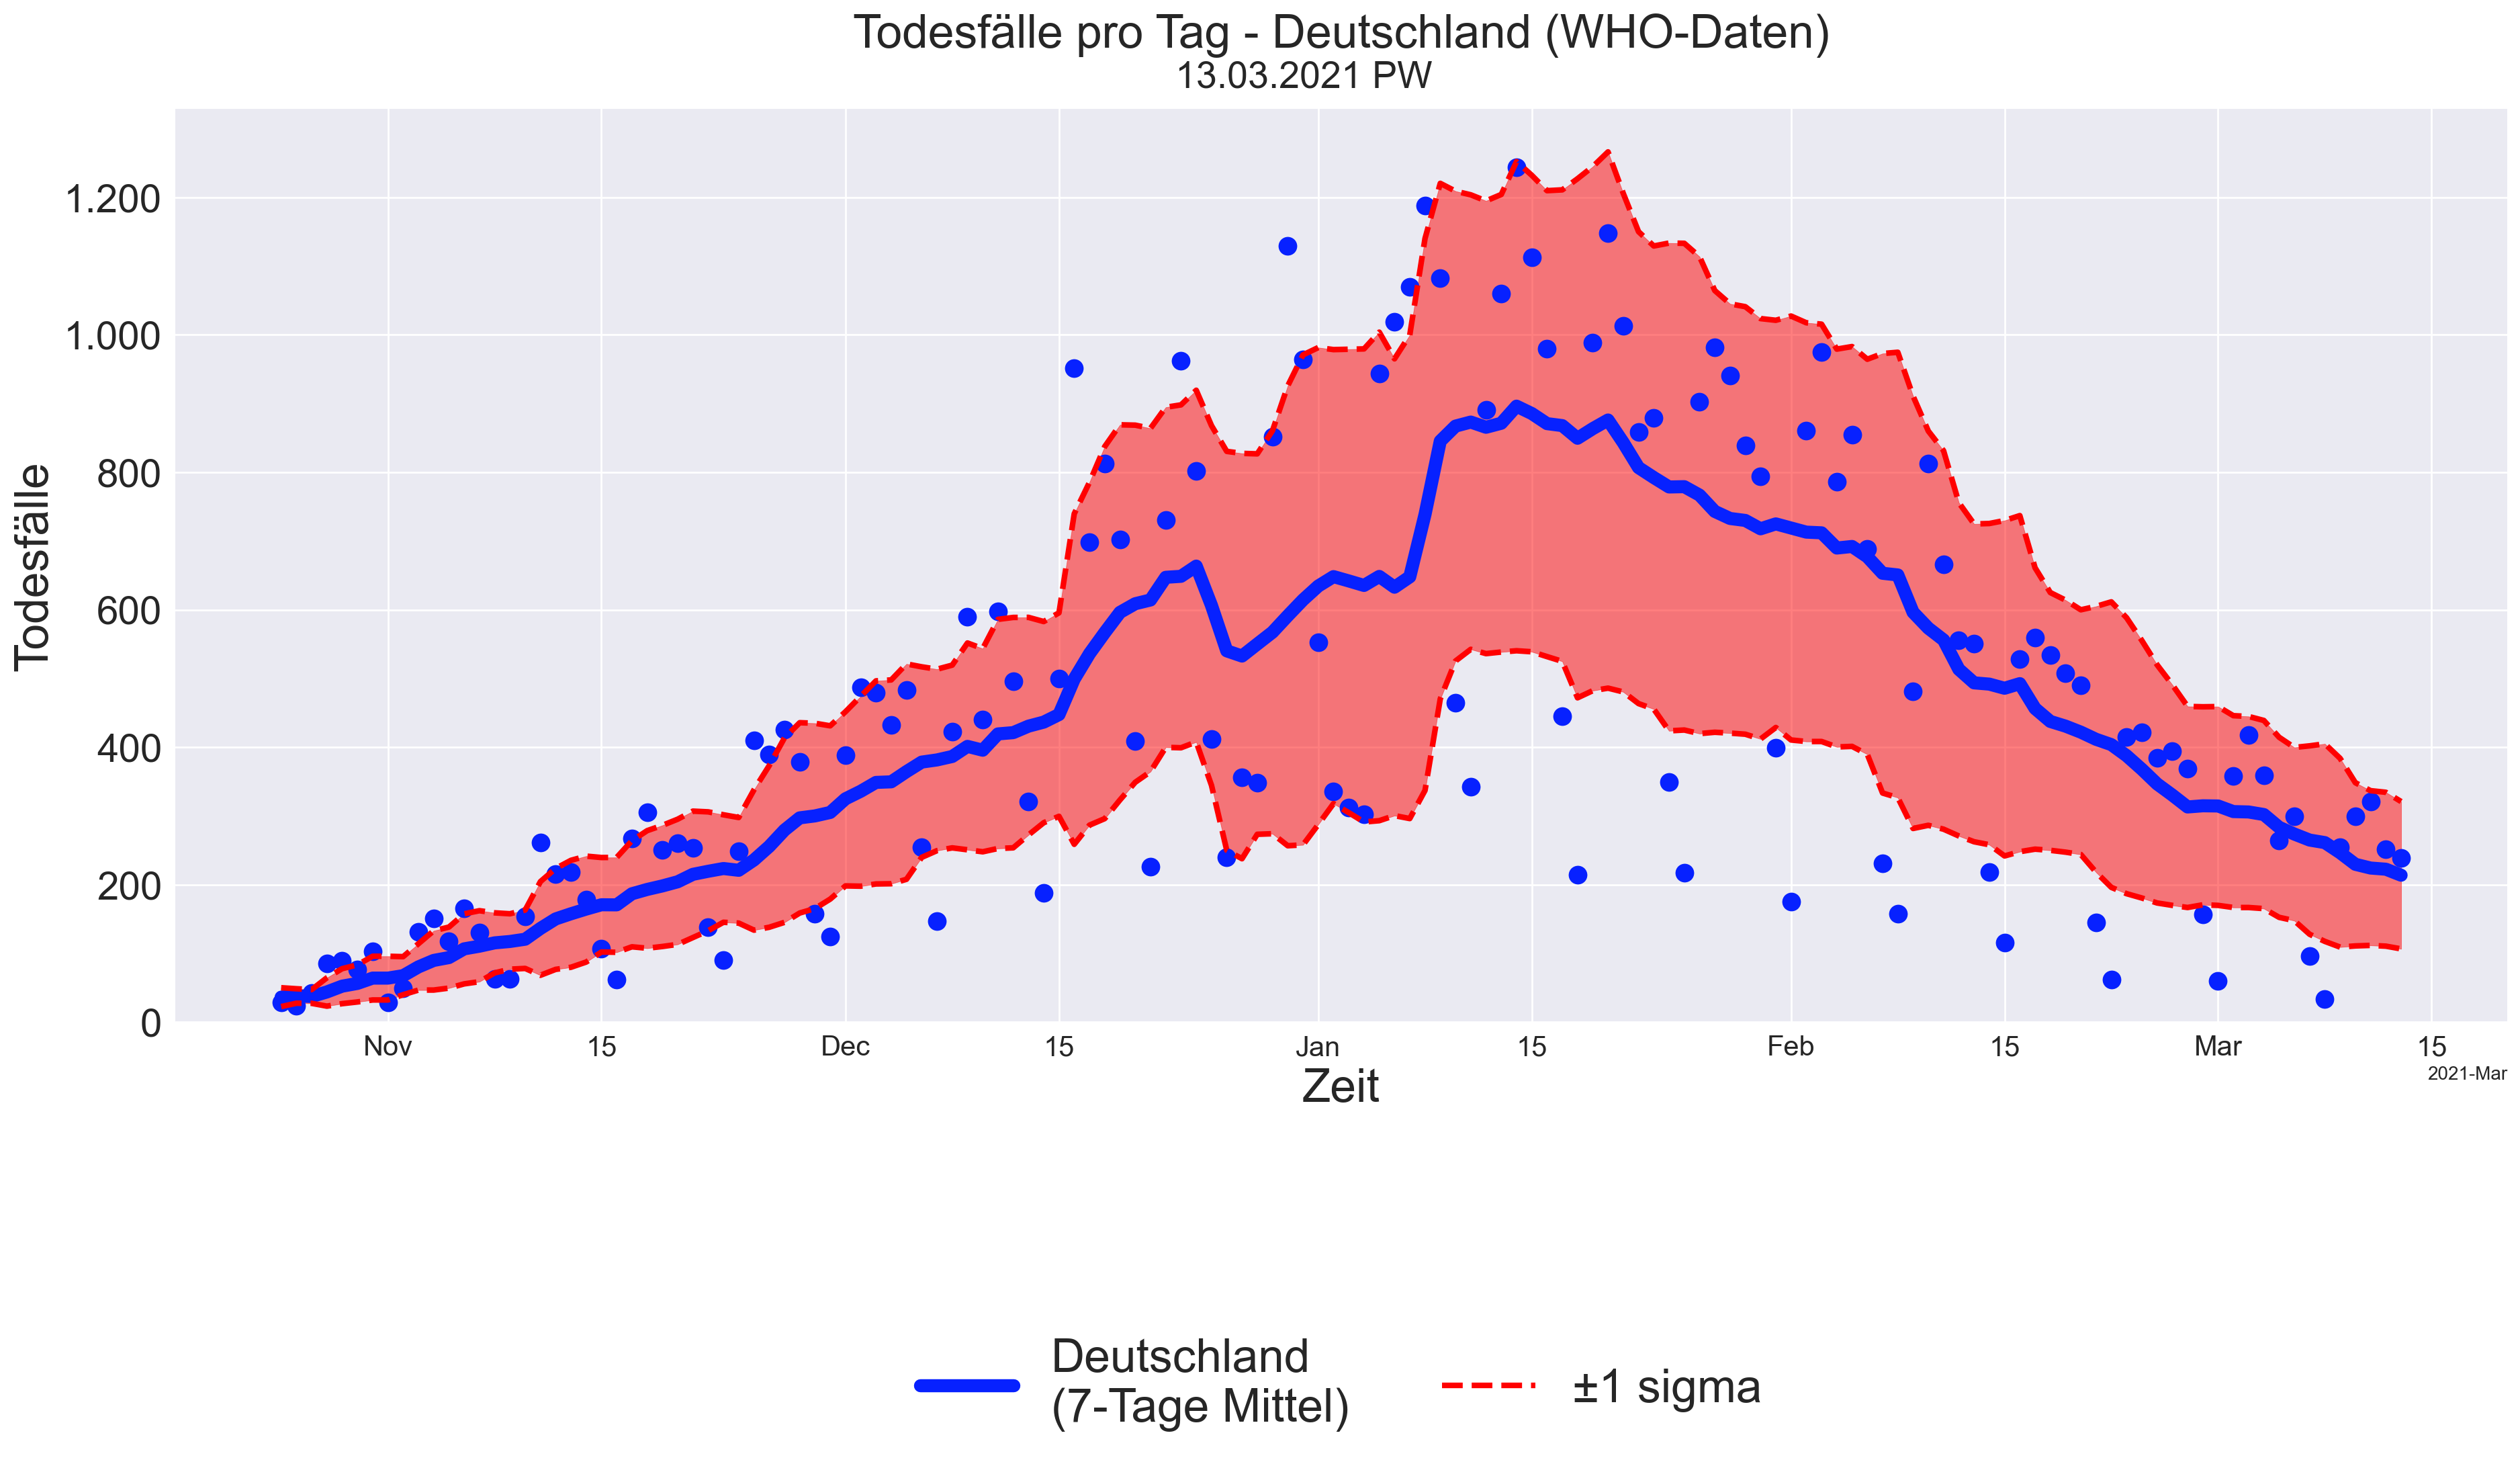 Todesfälle pro Tag - Deutschland (WHO-Daten)
13.03.2021 PW
Todesfälle
1.200
1.000
800
600
400
200
0
Nov 15 Dec 15 Jan 15 Feb 15 Mar 15
2021-Mar
Zeit
Deutschland
(7-Tage Mittel)
±1 sigma